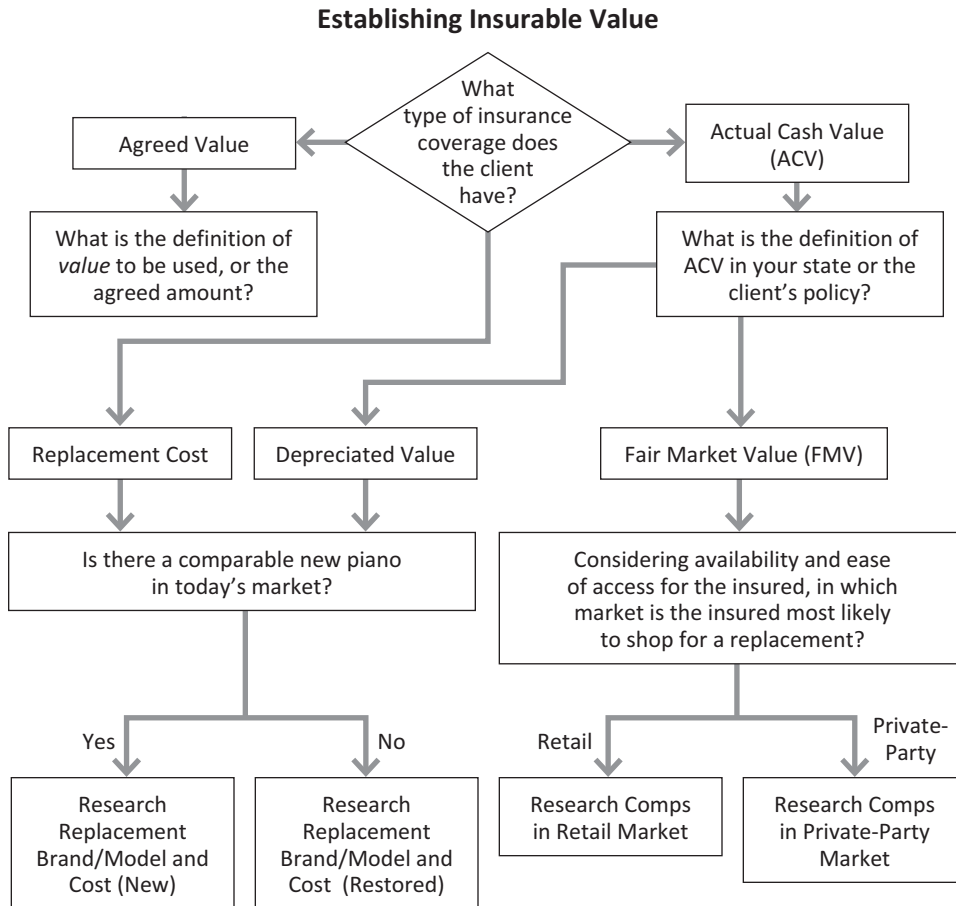 Establishing Insurable Value
What
type of insurance
coverage does
the client
have?
Agreed Value
Actual Cash Value
(ACV)
What is the definition of
value to be used, or the
agreed amount?
What is the definition of
ACV in your state or the
client’s policy?
Replacement Cost
Depreciated Value
Fair Market Value (FMV)
Is there a comparable new piano
in today’s market?
Considering availability and ease
of access for the insured, in which
market is the insured most likely
to shop for a replacement?
Yes
No
Retail
Private-
Party
Research
Replacement
Brand/Model and
Cost (New)
Research
Replacement
Brand/Model and
Cost (Restored)
Research Comps
in Retail Market
Research Comps
in Private-Party
Market